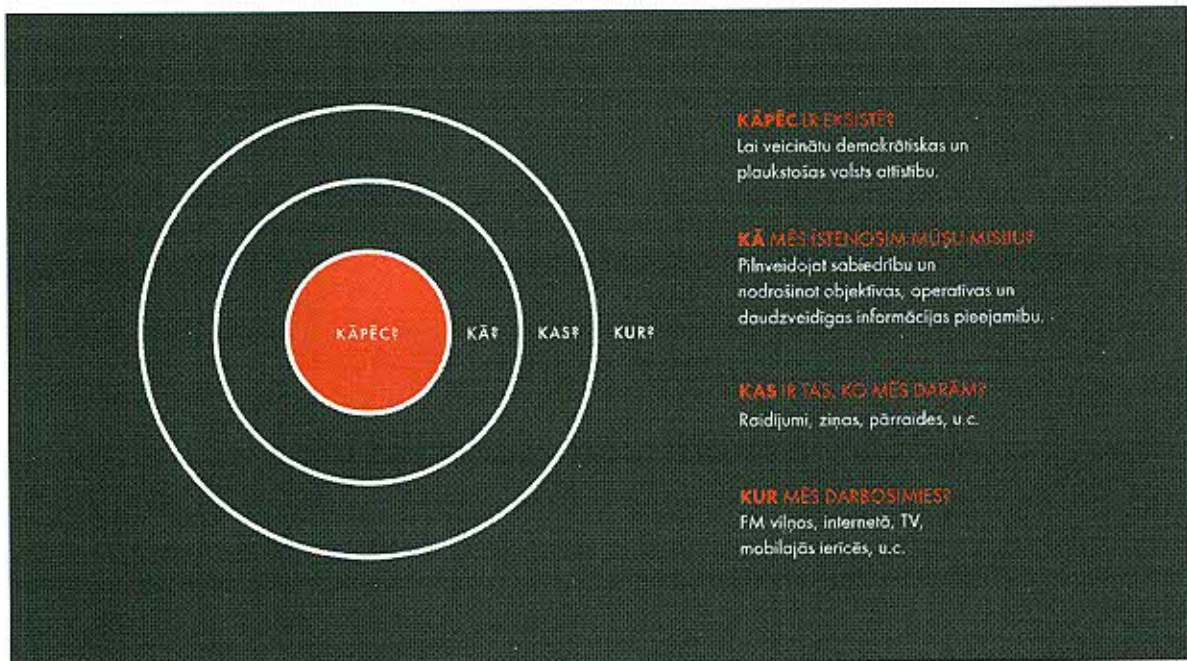 KĀPĒC? KĀ? KAS? KUR?
KĀPĒC LR EKSISTĒ?
Lai veicinātu demokrātiskas un
plaukstošas valsts attīstību.
KĀ MĒS ĪSTENOSIM MŪSU MISIJU?
Pilnveidojot sabiedrību un
nodrošinot objektīvas, operatīvas un
daudzveidīgas informācijas pieejamību.
KAS IR TAS, KO MĒS DARĀM?
Raidījumi, ziņas, pārraides, u.c.
KUR MĒS DARBOSIMIES?
FM viļņos, internetā, TV,
mobilajās ierīcēs, u.c.